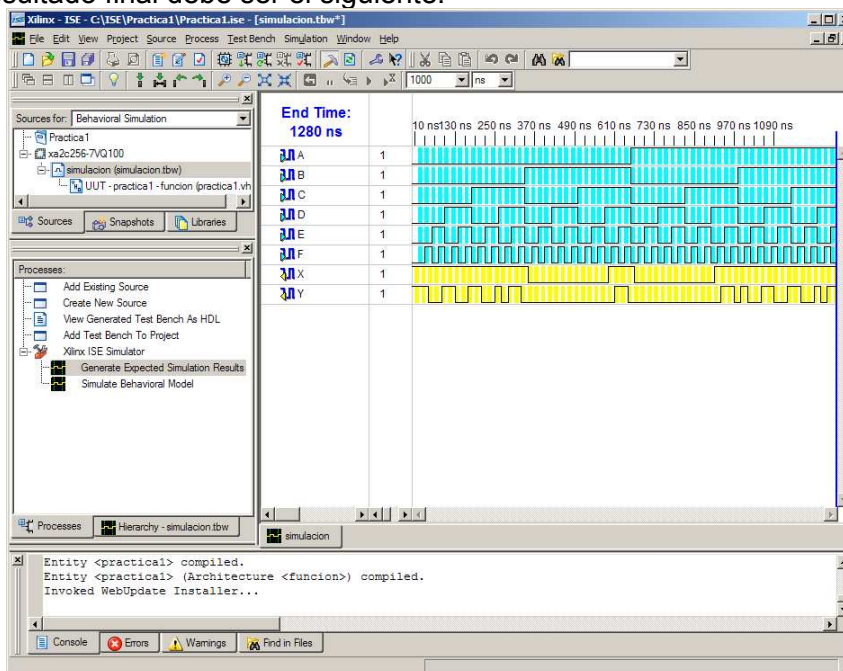 esultado final debe ser el siguiente:
Xilinx - ISE - C:\ISE\Practica1\Practica1.ise - [simulacion.tbw*]
File Edit View Project Source Process Test Bench Simulation Window Help
1000 ns
Sources for: Behavioral Simulation
Practica1
xa2c256-7VQ100
simulacion (simulacion.tbw)
UUT - practica1 - funcion (practica1.vh
Sources Snapshots Libraries
Processes:
Add Existing Source
Create New Source
View Generated Test Bench As HDL
Add Test Bench To Project
Xilinx ISE Simulator
Generate Expected Simulation Results
Simulate Behavioral Model
Processes Hierarchy - simulacion.tbw
End Time:
1280 ns
10 ns 130 ns 250 ns 370 ns 490 ns 610 ns 730 ns 850 ns 970 ns 1090 ns
A 1
B 1
C 1
D 1
E 1
F 1
X 1
Y 1
simulacion
Entity <practica1> compiled.
Entity <practica1> (Architecture <funcion>) compiled.
Invoked WebUpdate Installer...
Console Errors Warnings Find in Files